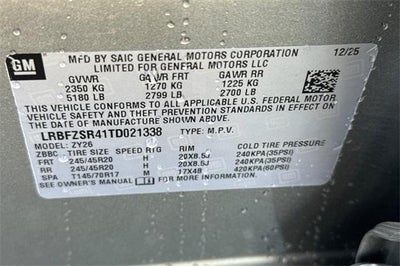 GM
MFD BY SAIC GENERAL MOTORS CORPORATION 12/25
LIMITED FOR GENERAL MOTORS LLC
GVWR GAWR FRT GAWR RR
2350 KG 1270 KG 1225 KG
5180 LB 2799 LB 2700 LB
THIS VEHICLE CONFORMS TO ALL APPLICABLE U.S. FEDERAL MOTOR
VEHICLE SAFETY AND THEFT PREVENTION STANDARDS IN
EFFECT ON THE DATE OF MANUFACTURE SHOWN ABOVE.
LRBFZSR41TD021338 TYPE: M.P.V.
ZBBC ZY26
TIRE SIZE SPEED RTG RIM COLD TIRE PRESSURE
FRT 245/45R20 H 20X8.5J 240KPA(35PSI)
RR 245/45R20 H 20X8.5J 240KPA(35PSI)
SPA T145/70R17 M 17X4B 420KPA(60PSI)
SEE OWNER'S MANUAL FOR ADDITIONAL INFORMATION.